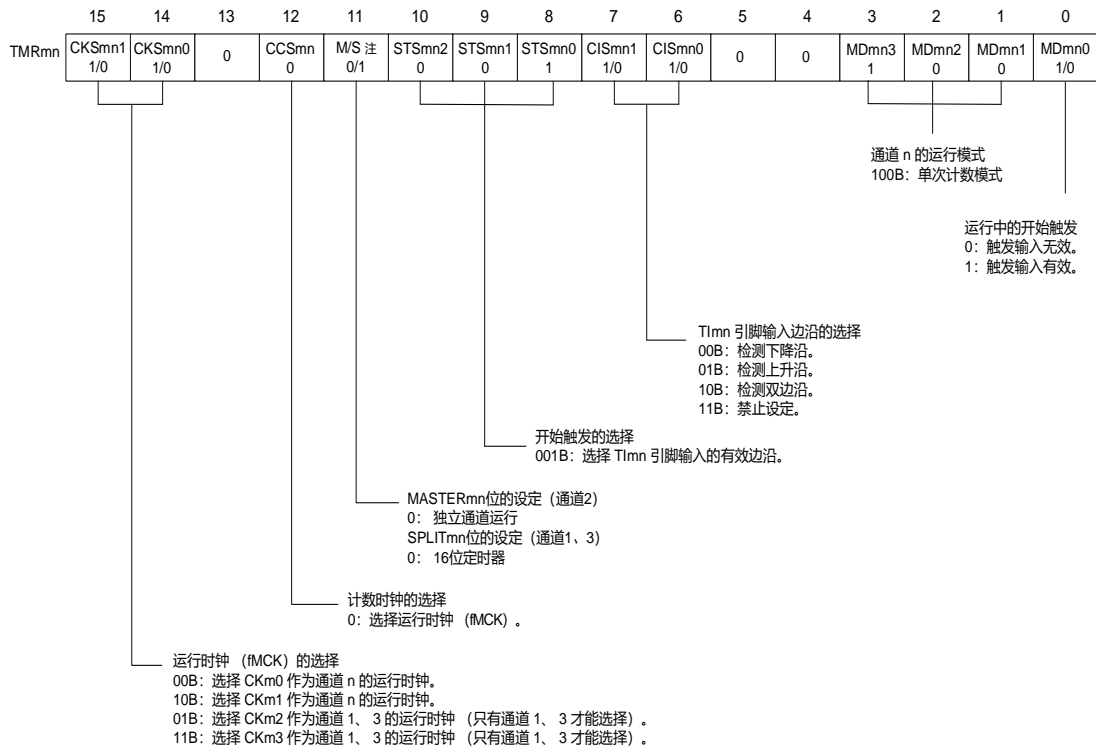 15 14 13 12 11 10 9 8 7 6 5 4 3 2 1 0
TMRmn CKSmn1 CKSmn0 0 CCSmn M/S 注 STSmn2 STSmn1 STSmn0 CISmn1 CISmn0 0 0 MDmn3 MDmn2 MDmn1 MDmn0
1/0 1/0 0 0/1 0 0 1 1/0 1/0 1 0 0 1/0
通道 n 的运行模式
100B：单次计数模式
运行中的开始触发
0：触发输入无效。
1：触发输入有效。
TImn 引脚输入边沿的选择
00B：检测下降沿。
01B：检测上升沿。
10B：检测双边沿。
11B：禁止设定。
开始触发的选择
001B：选择 TImn 引脚输入的有效边沿。
MASTERmn位的设定（通道2）
0： 独立通道运行
SPLITmn位的设定（通道1、3）
0： 16位定时器
计数时钟的选择
0：选择运行时钟 （fMCK）。
运行时钟 （fMCK）的选择
00B：选择 CKm0 作为通道 n 的运行时钟。
10B：选择 CKm1 作为通道 n 的运行时钟。
01B：选择 CKm2 作为通道 1、 3 的运行时钟 （只有通道 1、 3 才能选择）。
11B：选择 CKm3 作为通道 1、 3 的运行时钟 （只有通道 1、 3 才能选择）。